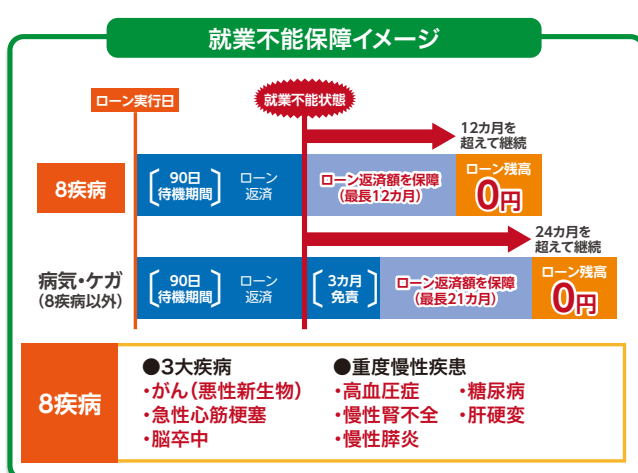 就業不能保障イメージ
ローン実行日
就業不能状態
12カ月を
超えて継続
8疾病
90日
待機期間
ローン
返済
ローン返済額を保障
(最長12カ月)
ローン残高
0円
24カ月を
超えて継続
病気・ケガ
(8疾病以外)
90日
待機期間
ローン
返済
3カ月
免責
ローン返済額を保障
(最長21カ月)
ローン残高
0円
8疾病
●3大疾病
・がん(悪性新生物)
・急性心筋梗塞
・脳卒中
●重度慢性疾患
・高血圧症 ・糖尿病
・慢性腎不全 ・肝硬変
・慢性膵炎